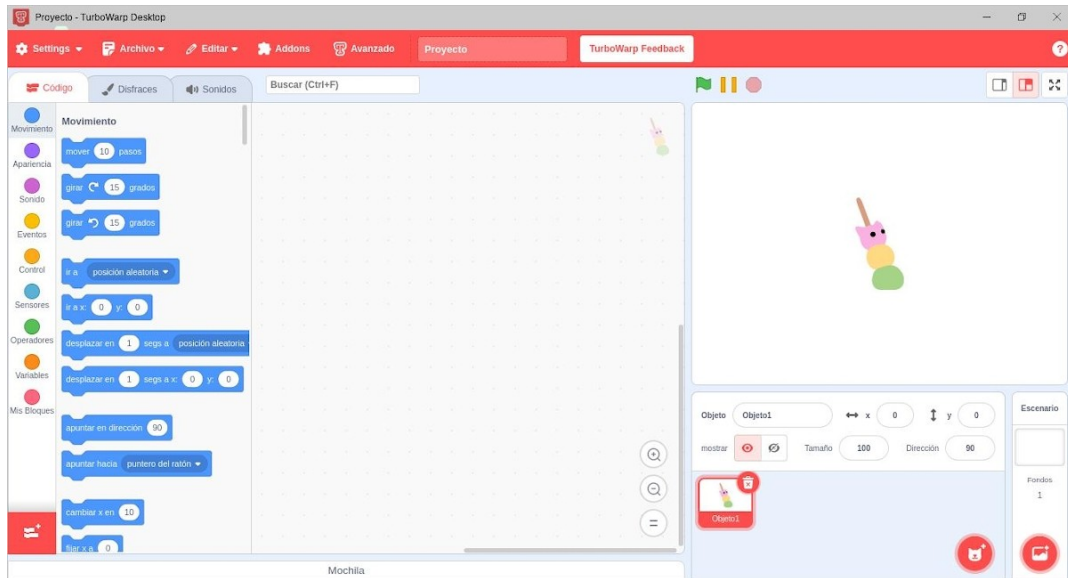 Proyecto - TurboWarp Desktop
Settings Archivo Editar Addons Avanzado Proyecto TurboWarp Feedback ?
Código Disfraces Sonidos Buscar (Ctrl+F)
Movimiento
Apariencia
Sonido
Eventos
Control
Sensores
Operadores
Variables
Mis Bloques
Movimiento
mover 10 pasos
girar 15 grados
girar 15 grados
ir a posición aleatoria
ir a x: 0 y: 0
desplazar en 1 segs a posición aleatoria
desplazar en 1 segs a x: 0 y: 0
apuntar en dirección 90
apuntar hacia puntero del ratón
cambiar x en 10
fijar x a 0
Mochila
Objeto Objeto1 x 0 y 0
mostrar Tamaño 100 Dirección 90
Objeto1
Escenario
Fondos
1